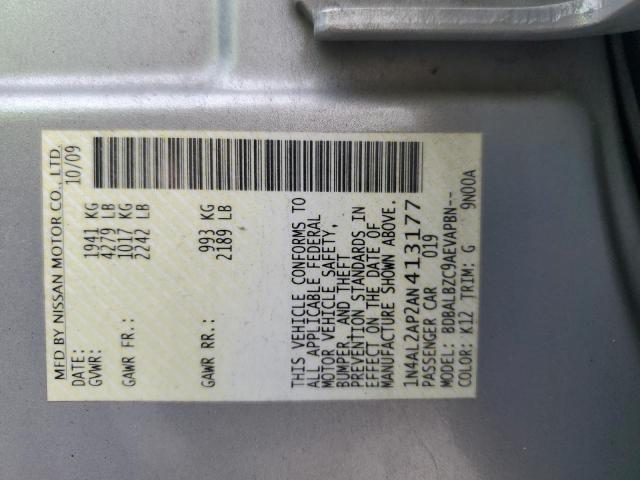 MFD BY NISSAN MOTOR CO., LTD.
DATE: 10/09
GVWR: 1941 KG
4279 LB
GAWR FR.: 1017 KG
2242 LB
GAWR RR.: 993 KG
2189 LB
THIS VEHICLE CONFORMS TO
ALL APPLICABLE FEDERAL
MOTOR VEHICLE SAFETY,
BUMPER, AND THEFT
PREVENTION STANDARDS IN
EFFECT ON THE DATE OF
MANUFACTURE SHOWN ABOVE.
1N4AL2AP2AN413177
PASSENGER CAR 019
MODEL: BDBALBZC9AEVAPBN--
COLOR: K12 TRIM: G 9N00A